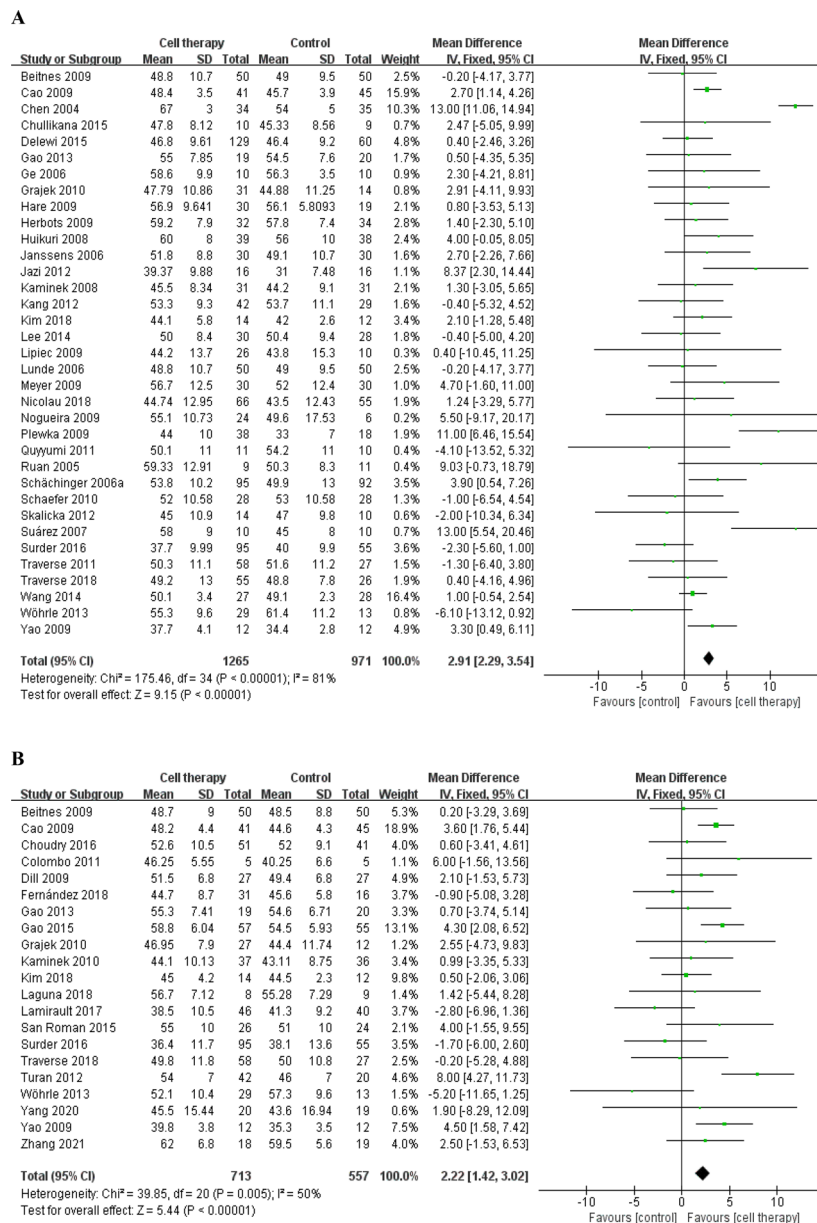 A
Cell therapy Control Mean Difference Mean Difference
Study or Subgroup Mean SD Total Mean SD Total Weight IV, Fixed, 95% CI IV, Fixed, 95% CI
Beitnes 2009 48.8 10.7 50 49 9.5 50 2.5% -0.20 [-4.17, 3.77]
Cao 2009 48.4 3.5 41 45.7 3.9 45 15.9% 2.70 [1.14, 4.26]
Chen 2004 67 3 34 54 5 35 10.3% 13.00 [11.06, 14.94]
Chullikana 2015 47.8 8.12 10 45.33 8.56 9 0.7% 2.47 [-5.05, 9.99]
Delewi 2015 46.8 9.61 129 46.4 9.2 60 4.8% 0.40 [-2.46, 3.26]
Gao 2013 55 7.85 19 54.5 7.6 20 1.7% 0.50 [-4.35, 5.35]
Ge 2006 58.6 9.9 10 56.3 3.5 10 0.9% 2.30 [-4.21, 8.81]
Grajek 2010 47.79 10.86 31 44.88 11.25 14 0.8% 2.91 [-4.11, 9.93]
Hare 2009 56.9 9.641 30 56.1 5.8093 19 2.1% 0.80 [-3.53, 5.13]
Herbots 2009 59.2 7.9 32 57.8 7.4 34 2.8% 1.40 [-2.30, 5.10]
Huikuri 2008 60 8 39 56 10 38 2.4% 4.00 [-0.05, 8.05]
Janssens 2006 51.8 8.8 30 49.1 10.7 30 1.6% 2.70 [-2.26, 7.66]
Jazi 2012 39.37 9.88 16 31 7.48 16 1.1% 8.37 [2.30, 14.44]
Kaminek 2008 45.5 8.34 31 44.2 9.1 31 2.1% 1.30 [-3.05, 5.65]
Kang 2012 53.3 9.3 42 53.7 11.1 29 1.6% -0.40 [-5.32, 4.52]
Kim 2018 44.1 5.8 14 42 2.6 12 3.4% 2.10 [-1.28, 5.48]
Lee 2014 50 8.4 30 50.4 9.4 28 1.8% -0.40 [-5.00, 4.20]
Lipiec 2009 44.2 13.7 26 43.8 15.3 10 0.3% 0.40 [-10.45, 11.25]
Lunde 2006 48.8 10.7 50 49 9.5 50 2.5% -0.20 [-4.17, 3.77]
Meyer 2009 56.7 12.5 30 52 12.4 30 1.0% 4.70 [-1.60, 11.00]
Nicolau 2018 44.74 12.95 66 43.5 12.43 55 1.9% 1.24 [-3.29, 5.77]
Nogueira 2009 55.1 10.73 24 49.6 17.53 6 0.2% 5.50 [-9.17, 20.17]
Plewka 2009 44 10 38 33 7 18 1.9% 11.00 [6.46, 15.54]
Quyyumi 2011 50.1 11 11 54.2 11 10 0.4% -4.10 [-13.52, 5.32]
Ruan 2005 59.33 12.91 9 50.3 8.3 11 0.4% 9.03 [-0.73, 18.79]
Schächinger 2006a 53.8 10.2 95 49.9 13 92 3.5% 3.90 [0.54, 7.26]
Schaefer 2010 52 10.58 28 53 10.58 28 1.3% -1.00 [-6.54, 4.54]
Skalicka 2012 45 10.9 14 47 9.8 10 0.6% -2.00 [-10.34, 6.34]
Suárez 2007 58 9 10 45 8 10 0.7% 13.00 [5.54, 20.46]
Surder 2016 37.7 9.99 95 40 9.9 55 3.6% -2.30 [-5.60, 1.00]
Traverse 2011 50.3 11.1 58 51.6 11.2 27 1.5% -1.30 [-6.40, 3.80]
Traverse 2018 49.2 13 55 48.8 7.8 26 1.9% 0.40 [-4.16, 4.96]
Wang 2014 50.1 3.4 27 49.1 2.3 28 16.4% 1.00 [-0.54, 2.54]
Wöhrle 2013 55.3 9.6 29 61.4 11.2 13 0.8% -6.10 [-13.12, 0.92]
Yao 2009 37.7 4.1 12 34.4 2.8 12 4.9% 3.30 [0.49, 6.11]
Total (95% CI) 1265 971 100.0% 2.91 [2.29, 3.54]
Heterogeneity: Chi² = 175.46, df = 34 (P < 0.00001); I² = 81%
Test for overall effect: Z = 9.15 (P < 0.00001)
-10 -5 0 5 10
Favours [control] Favours [cell therapy]
B
Cell therapy Control Mean Difference Mean Difference
Study or Subgroup Mean SD Total Mean SD Total Weight IV, Fixed, 95% CI IV, Fixed, 95% CI
Beitnes 2009 48.7 9 50 48.5 8.8 50 5.3% 0.20 [-3.29, 3.69]
Cao 2009 48.2 4.4 41 44.6 4.3 45 18.9% 3.60 [1.76, 5.44]
Choudry 2016 52.6 10.5 51 52 9.1 41 4.0% 0.60 [-3.41, 4.61]
Colombo 2011 46.25 5.55 5 40.25 6.6 5 1.1% 6.00 [-1.56, 13.56]
Dill 2009 51.5 6.8 27 49.4 6.8 27 4.9% 2.10 [-1.53, 5.73]
Fernández 2018 44.7 8.7 31 45.6 5.8 16 3.7% -0.90 [-5.08, 3.28]
Gao 2013 55.3 7.41 19 54.6 6.71 20 3.3% 0.70 [-3.74, 5.14]
Gao 2015 58.8 6.04 57 54.5 5.93 55 13.1% 4.30 [2.08, 6.52]
Grajek 2010 46.95 7.9 27 44.4 11.74 12 1.2% 2.55 [-4.73, 9.83]
Kaminek 2010 44.1 10.13 37 43.11 8.75 36 3.4% 0.99 [-3.35, 5.33]
Kim 2018 45 4.2 14 44.5 2.3 12 9.8% 0.50 [-2.06, 3.06]
Laguna 2018 56.7 7.12 8 55.28 7.29 9 1.4% 1.42 [-5.44, 8.28]
Lamirault 2017 38.5 10.5 46 41.3 9.2 40 3.7% -2.80 [-6.96, 1.36]
San Roman 2015 55 10 26 51 10 24 2.1% 4.00 [-1.55, 9.55]
Surder 2016 36.4 11.7 95 38.1 13.6 55 3.5% -1.70 [-6.00, 2.60]
Traverse 2018 49.8 11.8 58 50 10.8 27 2.5% -0.20 [-5.28, 4.88]
Turan 2012 54 7 42 46 7 20 4.6% 8.00 [4.27, 11.73]
Wöhrle 2013 52.1 10.4 29 57.3 9.6 13 1.5% -5.20 [-11.65, 1.25]
Yang 2020 45.5 15.44 20 43.6 16.94 19 0.6% 1.90 [-8.29, 12.09]
Yao 2009 39.8 3.8 12 35.3 3.5 12 7.5% 4.50 [1.58, 7.42]
Zhang 2021 62 6.8 18 59.5 5.6 19 4.0% 2.50 [-1.53, 6.53]
Total (95% CI) 713 557 100.0% 2.22 [1.42, 3.02]
Heterogeneity: Chi² = 39.85, df = 20 (P = 0.005); I² = 50%
Test for overall effect: Z = 5.44 (P < 0.00001)
-10 -5 0 5 10
Favours [control] Favours [cell therapy]